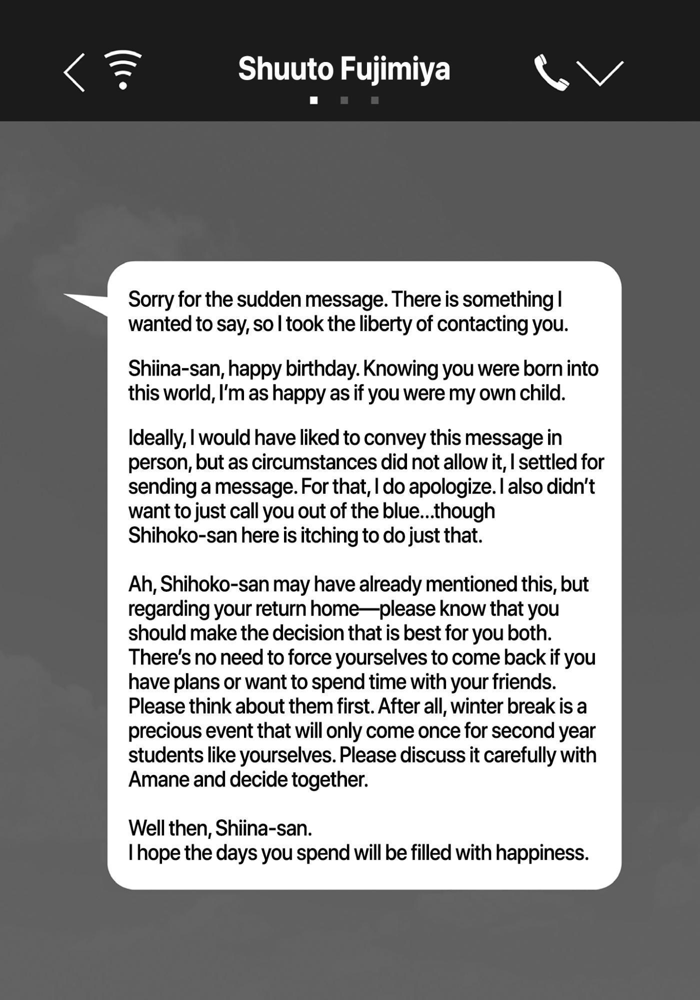 Shuuto Fujimiya
Sorry for the sudden message. There is something I
wanted to say, so I took the liberty of contacting you.
Shiina-san, happy birthday. Knowing you were born into
this world, I’m as happy as if you were my own child.
Ideally, I would have liked to convey this message in
person, but as circumstances did not allow it, I settled for
sending a message. For that, I do apologize. I also didn’t
want to just call you out of the blue...though
Shihoko-san here is itching to do just that.
Ah, Shihoko-san may have already mentioned this, but
regarding your return home—please know that you
should make the decision that is best for you both.
There’s no need to force yourselves to come back if you
have plans or want to spend time with your friends.
Please think about them first. After all, winter break is a
precious event that will only come once for second year
students like yourselves. Please discuss it carefully with
Amane and decide together.
Well then, Shiina-san.
I hope the days you spend will be filled with happiness.